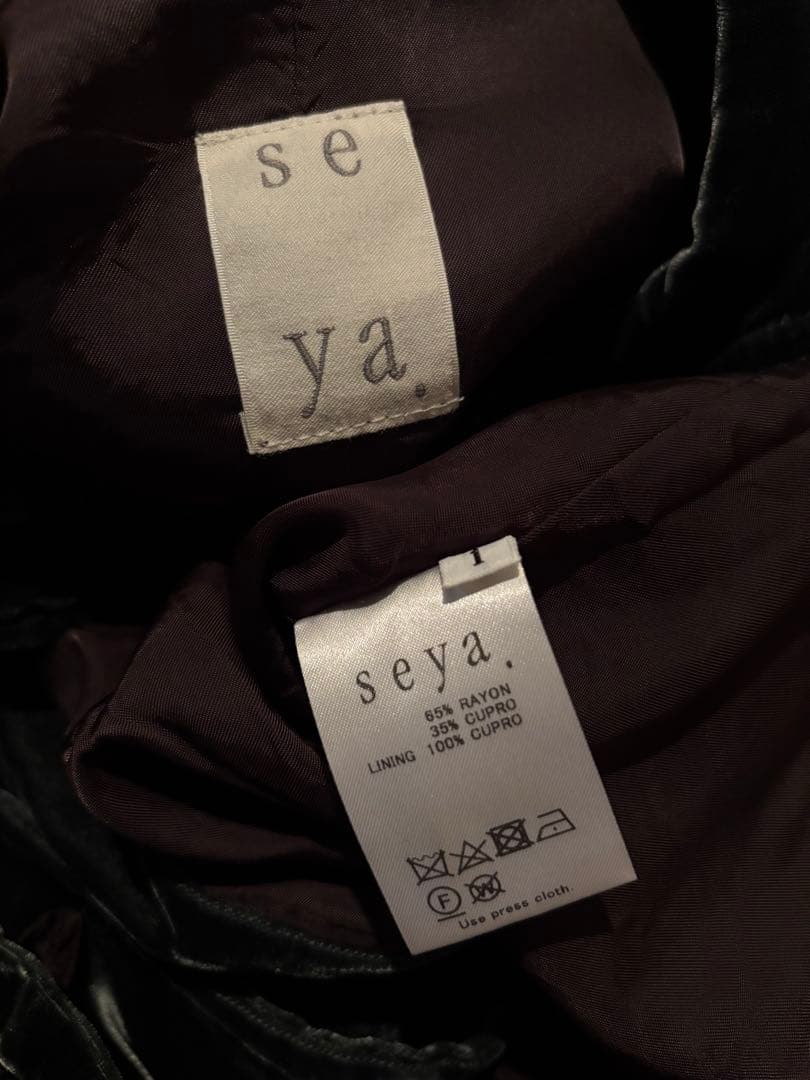 se
ya.
1
seya.
65% RAYON
35% CUPRO
LINING 100% CUPRO
F W
Use press cloth.